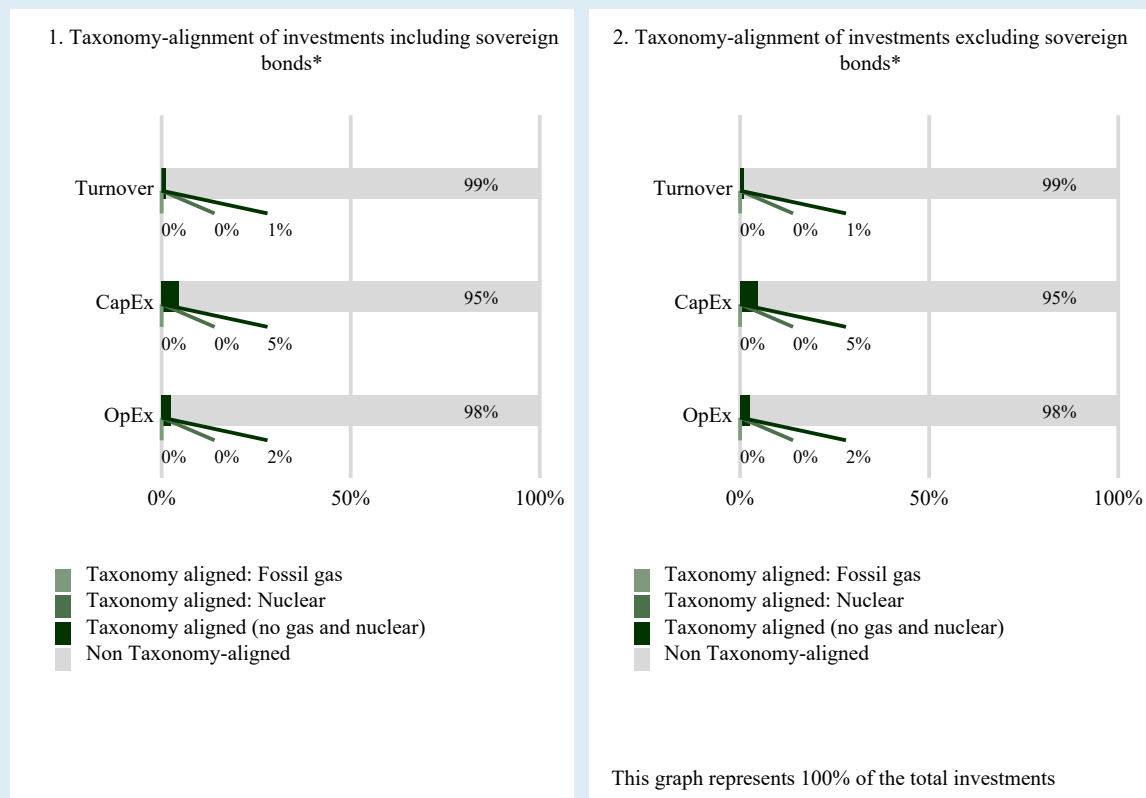 1. Taxonomy-alignment of investments including sovereign
bonds*
Turnover
99%
0% 0% 1%
CapEx
95%
0% 0% 5%
OpEx
98%
0% 0% 2%
0% 50% 100%
Taxonomy aligned: Fossil gas
Taxonomy aligned: Nuclear
Taxonomy aligned (no gas and nuclear)
Non Taxonomy-aligned
2. Taxonomy-alignment of investments excluding sovereign
bonds*
Turnover
99%
0% 0% 1%
CapEx
95%
0% 0% 5%
OpEx
98%
0% 0% 2%
0% 50% 100%
Taxonomy aligned: Fossil gas
Taxonomy aligned: Nuclear
Taxonomy aligned (no gas and nuclear)
Non Taxonomy-aligned
This graph represents 100% of the total investments